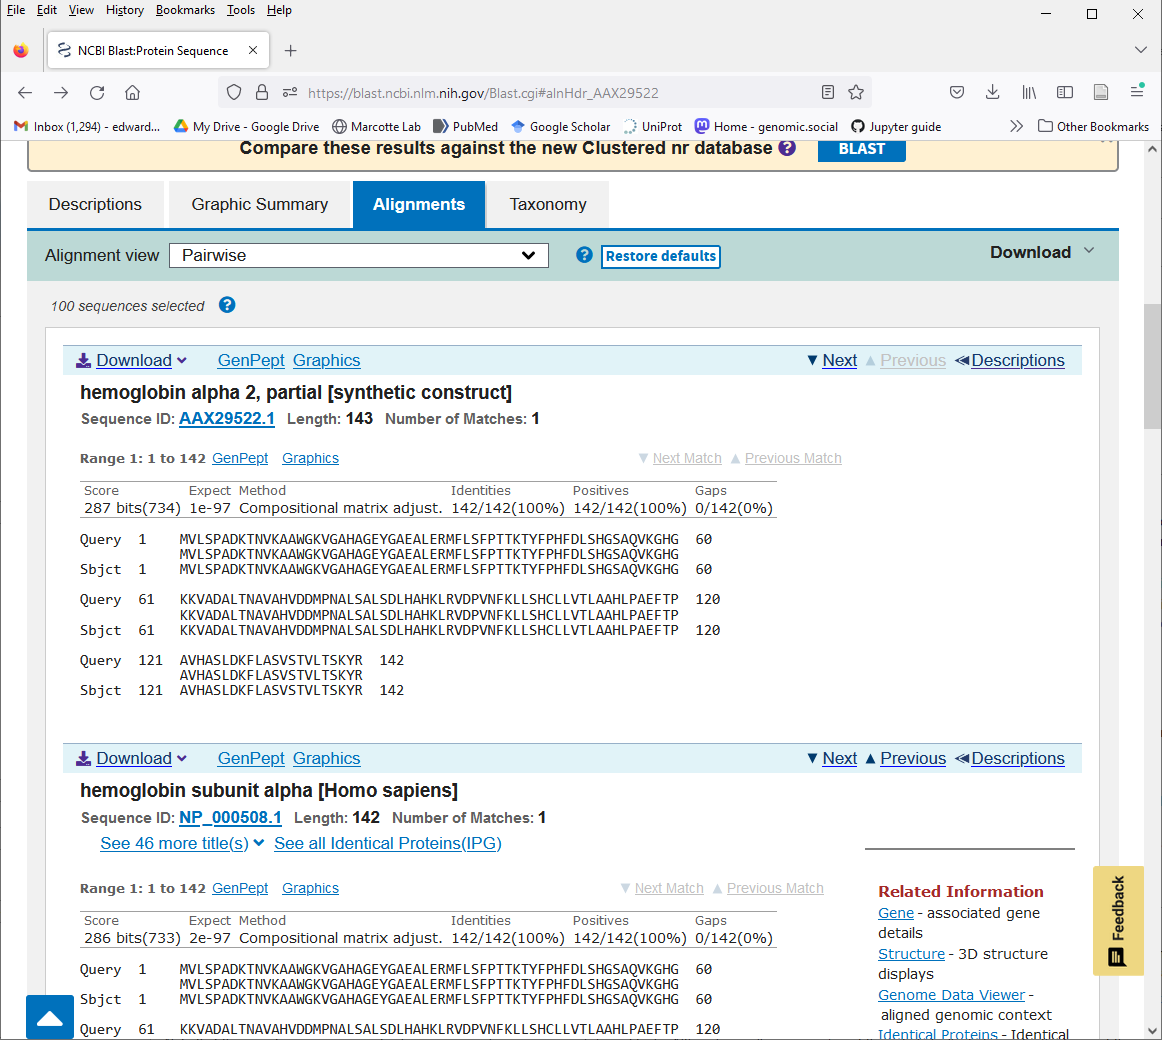 File Edit View History Bookmarks Tools Help
NCBI Blast:Protein Sequence
https://blast.ncbi.nlm.nih.gov/Blast.cgi#alnHdr_AAX29522
Inbox (1,294) - edward... My Drive - Google Drive Marcotte Lab PubMed Google Scholar UniProt Home - genomic.social Jupyter guide Other Bookmarks
Compare these results against the new Clustered nr database ? BLAST
Descriptions Graphic Summary Alignments Taxonomy
Alignment view Pairwise ? Restore defaults Download
100 sequences selected ?
Download GenPept Graphics Next Previous Descriptions
hemoglobin alpha 2, partial [synthetic construct]
Sequence ID: AAX29522.1 Length: 143 Number of Matches: 1
Range 1: 1 to 142 GenPept Graphics Next Match Previous Match
Score Expect Method Identities Positives Gaps
287 bits(734) 1e-97 Compositional matrix adjust. 142/142(100%) 142/142(100%) 0/142(0%)
Query 1 MVLSPADKTNVKAAWGKVGAHAGEYGAEALERMFLSFPTTKTYFPHFDLSHGSAQVKGHG 60
MVLSPADKTNVKAAWGKVGAHAGEYGAEALERMFLSFPTTKTYFPHFDLSHGSAQVKGHG
Sbjct 1 MVLSPADKTNVKAAWGKVGAHAGEYGAEALERMFLSFPTTKTYFPHFDLSHGSAQVKGHG 60
Query 61 KKVADALTNAVAHVDDMPNALSALSDLHAHKLRVDPVNFKLLSHCLLVTLAAHLPAEFTP 120
KKVADALTNAVAHVDDMPNALSALSDLHAHKLRVDPVNFKLLSHCLLVTLAAHLPAEFTP
Sbjct 61 KKVADALTNAVAHVDDMPNALSALSDLHAHKLRVDPVNFKLLSHCLLVTLAAHLPAEFTP 120
Query 121 AVHASLDKFLASVSTVLTSKYR 142
AVHASLDKFLASVSTVLTSKYR
Sbjct 121 AVHASLDKFLASVSTVLTSKYR 142
Download GenPept Graphics Next Previous Descriptions
hemoglobin subunit alpha [Homo sapiens]
Sequence ID: NP_000508.1 Length: 142 Number of Matches: 1
See 46 more title(s) See all Identical Proteins(IPG)
Range 1: 1 to 142 GenPept Graphics Next Match Previous Match
Score Expect Method Identities Positives Gaps
286 bits(733) 2e-97 Compositional matrix adjust. 142/142(100%) 142/142(100%) 0/142(0%)
Query 1 MVLSPADKTNVKAAWGKVGAHAGEYGAEALERMFLSFPTTKTYFPHFDLSHGSAQVKGHG 60
MVLSPADKTNVKAAWGKVGAHAGEYGAEALERMFLSFPTTKTYFPHFDLSHGSAQVKGHG
Sbjct 1 MVLSPADKTNVKAAWGKVGAHAGEYGAEALERMFLSFPTTKTYFPHFDLSHGSAQVKGHG 60
Query 61 KKVADALTNAVAHVDDMPNALSALSDLHAHKLRVDPVNFKLLSHCLLVTLAAHLPAEFTP 120
Related Information
Gene - associated gene
details
Structure - 3D structure
displays
Genome Data Viewer -
aligned genomic context
Identical Proteins - Identical
Feedback